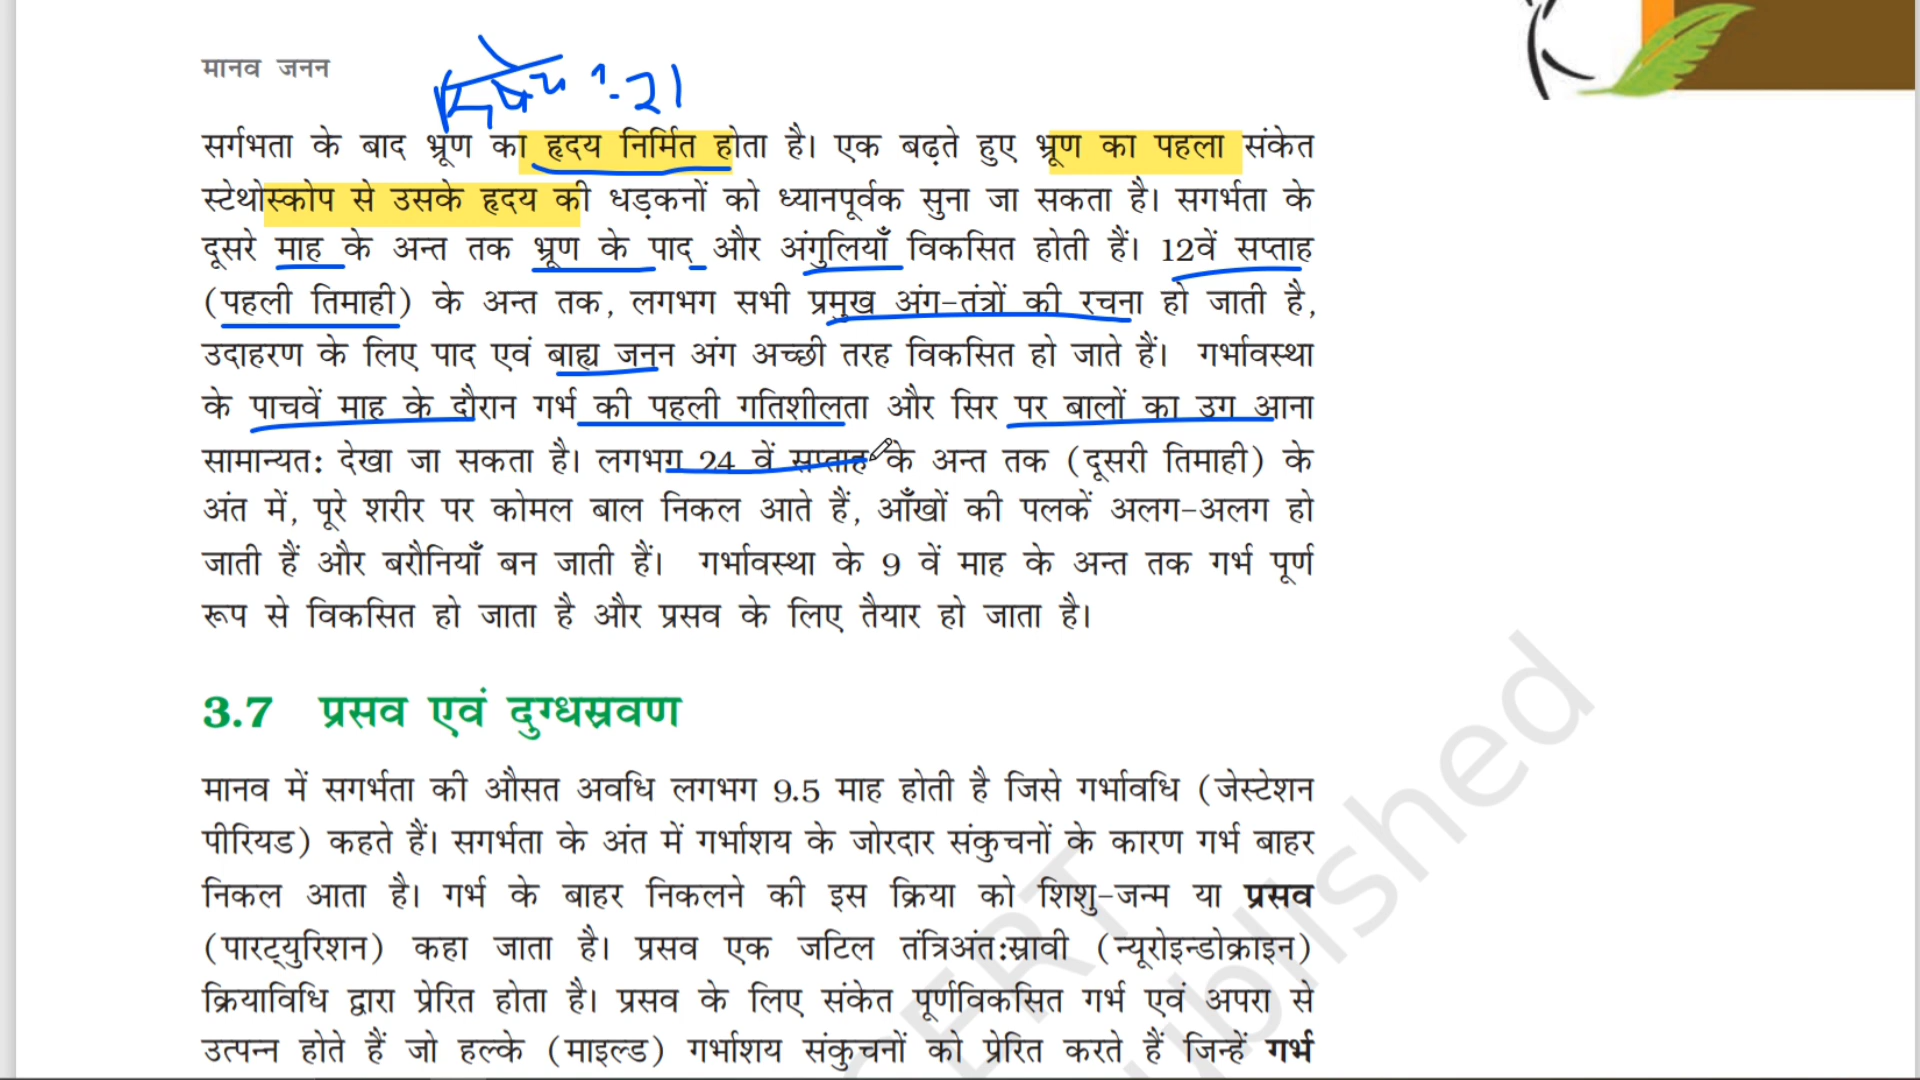 मानव जनन
:-21
सर्गभता के बाद भ्रूण का हृदय निर्मित होता है। एक बढ़ते हुए भ्रूण का पहला संकेत
स्टेथोस्कोप से उसके हृदय की धड़कनों को ध्यानपूर्वक सुना जा सकता है। सगर्भता के
दूसरे माह के अन्त तक भ्रूण के पाद और अंगुलियाँ विकसित होती हैं। 12वें सप्ताह
(पहली तिमाही) के अन्त तक, लगभग सभी प्रमुख अंग-तंत्रों की रचना हो जाती है,
उदाहरण के लिए पाद एवं बाह्य जनन अंग अच्छी तरह विकसित हो जाते हैं। गर्भावस्था
के पाचवें माह के दौरान गर्भ की पहली गतिशीलता और सिर पर बालों का उग आना
सामान्यत: देखा जा सकता है। लगभग 24 वें सप्ताह के अन्त तक (दूसरी तिमाही) के
अंत में, पूरे शरीर पर कोमल बाल निकल आते हैं, आँखों की पलकें अलग-अलग हो
जाती हैं और बरौनियाँ बन जाती हैं। गर्भावस्था के 9 वें माह के अन्त तक गर्भ पूर्ण
रूप से विकसित हो जाता है और प्रसव के लिए तैयार हो जाता है।
3.7 प्रसव एवं दुग्धस्रवण
मानव में सगर्भता की औसत अवधि लगभग 9.5 माह होती है जिसे गर्भावधि (जेस्टेशन
पीरियड) कहते हैं। सगर्भता के अंत में गर्भाशय के जोरदार संकुचनों के कारण गर्भ बाहर
निकल आता है। गर्भ के बाहर निकलने की इस क्रिया को शिशु-जन्म या प्रसव
(पारट्युरिशन) कहा जाता है। प्रसव एक जटिल तंत्रिअंत:स्रावी (न्यूरोइन्डोक्राइन)
क्रियाविधि द्वारा प्रेरित होता है। प्रसव के लिए संकेत पूर्णविकसित गर्भ एवं अपरा से
उत्पन्न होते हैं जो हल्के (माइल्ड) गर्भाशय संकुचनों को प्रेरित करते हैं जिन्हें गर्भ